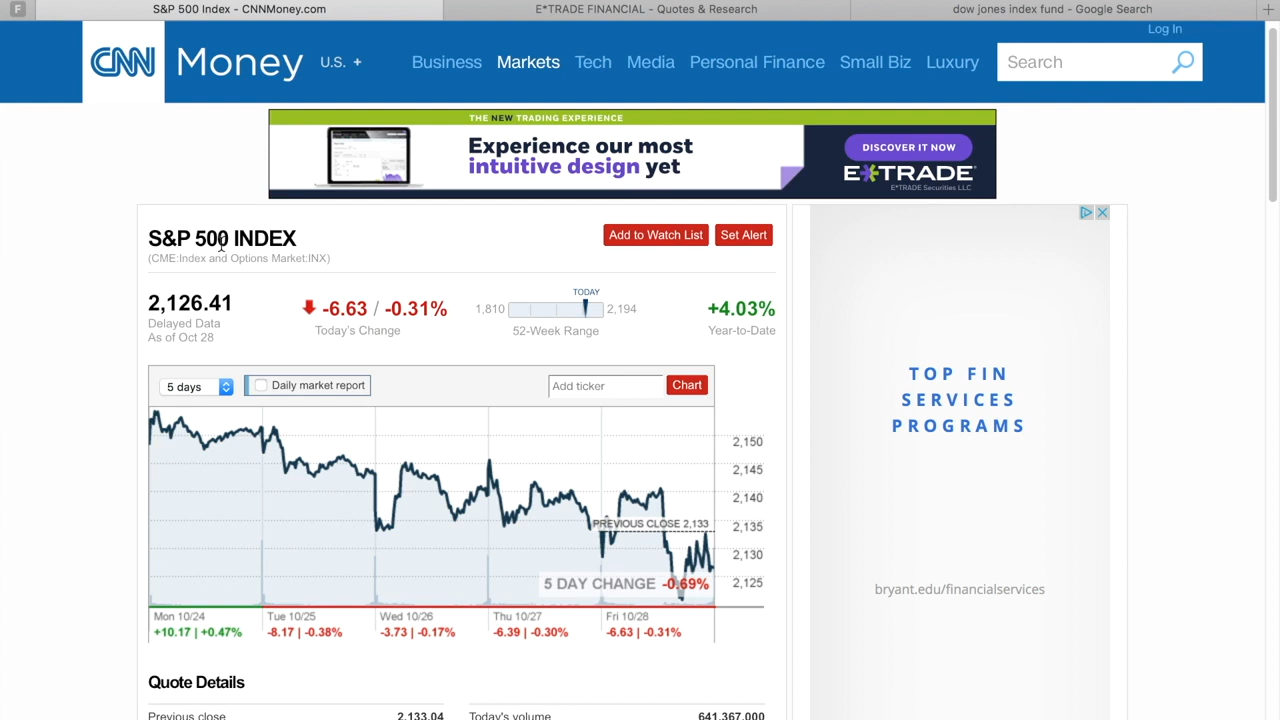 F
S&P 500 Index - CNNMoney.com
E*TRADE FINANCIAL - Quotes & Research
dow jones index fund - Google Search
+
Log In
CNN Money
U.S. +
Business Markets Tech Media Personal Finance Small Biz Luxury
Search
THE NEW TRADING EXPERIENCE
Experience our most
intuitive design yet
DISCOVER IT NOW
E*TRADE
E*TRADE Securities LLC
S&P 500 INDEX
(CME:Index and Options Market:INX)
Add to Watch List
Set Alert
2,126.41
Delayed Data
As of Oct 28
-6.63 / -0.31%
Today's Change
TODAY
1,810
2,194
52-Week Range
+4.03%
Year-to-Date
5 days
Daily market report
Add ticker
Chart
2,150
2,145
2,140
2,135
2,130
2,125
PREVIOUS CLOSE 2,133
5 DAY CHANGE -0.69%
Mon 10/24 Tue 10/25 Wed 10/26 Thu 10/27 Fri 10/28
+10.17 | +0.47% -8.17 | -0.38% -3.73 | -0.17% -6.39 | -0.30% -6.63 | -0.31%
Quote Details
Previous close 2,133.04
Today's volume 641,367,000
TOP FIN
SERVICES
PROGRAMS
bryant.edu/financialservices